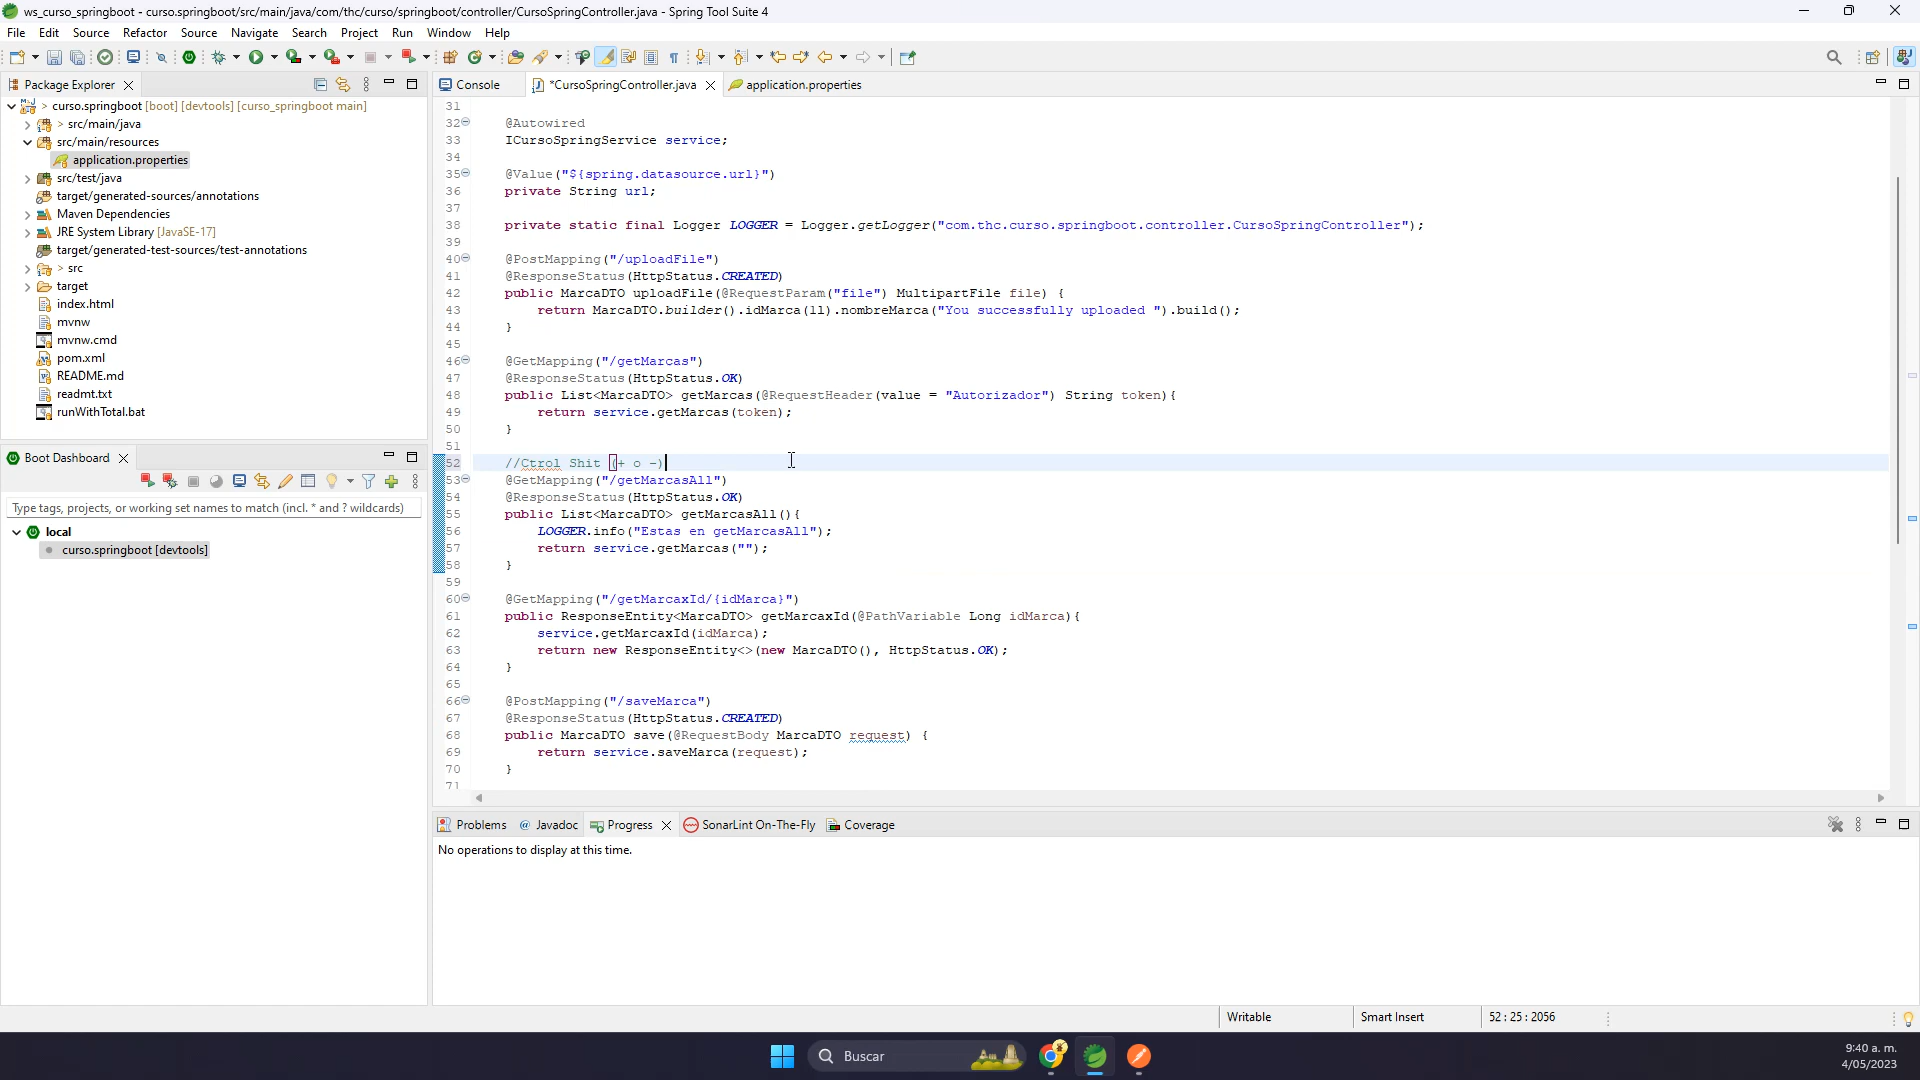 ws_curso_springboot - curso.springboot/src/main/java/com/thc/curso/springboot/controller/CursoSpringController.java - Spring Tool Suite 4
File Edit Source Refactor Source Navigate Search Project Run Window Help
Package Explorer
> curso.springboot [boot] [devtools] [curso_springboot main]
> src/main/java
src/main/resources
application.properties
src/test/java
target/generated-sources/annotations
Maven Dependencies
JRE System Library [JavaSE-17]
target/generated-test-sources/test-annotations
> src
target
index.html
mvnw
mvnw.cmd
pom.xml
README.md
readmt.txt
runWithTotal.bat
Boot Dashboard
Type tags, projects, or working set names to match (incl. * and ? wildcards)
local
curso.springboot [devtools]
Console *CursoSpringController.java application.properties
31
32 @Autowired
33 ICursoSpringService service;
34
35 @Value("${spring.datasource.url}")
36 private String url;
37
38 private static final Logger LOGGER = Logger.getLogger("com.thc.curso.springboot.controller.CursoSpringController");
39
40 @PostMapping("/uploadFile")
41 @ResponseStatus(HttpStatus.CREATED)
42 public MarcaDTO uploadFile(@RequestParam("file") MultipartFile file) {
43 return MarcaDTO.builder().idMarca(1l).nombreMarca("You successfully uploaded ").build();
44 }
45
46 @GetMapping("/getMarcas")
47 @ResponseStatus(HttpStatus.OK)
48 public List<MarcaDTO> getMarcas(@RequestHeader(value = "Autorizador") String token){
49 return service.getMarcas(token);
50 }
51
52 //Ctrol Shit (+ o -)
53 @GetMapping("/getMarcasAll")
54 @ResponseStatus(HttpStatus.OK)
55 public List<MarcaDTO> getMarcasAll(){
56 LOGGER.info("Estas en getMarcasAll");
57 return service.getMarcas("");
58 }
59
60 @GetMapping("/getMarcaxId/{idMarca}")
61 public ResponseEntity<MarcaDTO> getMarcaxId(@PathVariable Long idMarca){
62 service.getMarcaxId(idMarca);
63 return new ResponseEntity<>(new MarcaDTO(), HttpStatus.OK);
64 }
65
66 @PostMapping("/saveMarca")
67 @ResponseStatus(HttpStatus.CREATED)
68 public MarcaDTO save(@RequestBody MarcaDTO request) {
69 return service.saveMarca(request);
70 }
71
Problems Javadoc Progress SonarLint On-The-Fly Coverage
No operations to display at this time.
Writable Smart Insert 52 : 25 : 2056
Buscar
9:40 a. m.
4/05/2023